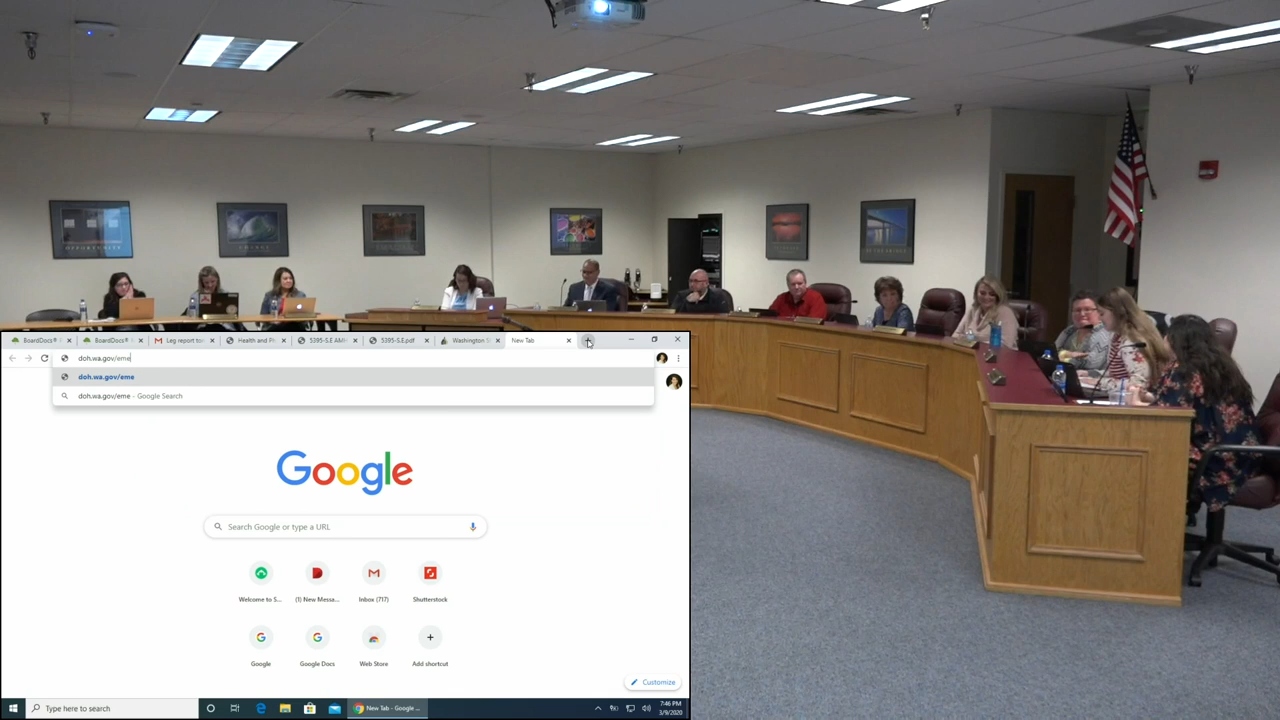 BoardDocs®
BoardDocs®
Leg report to
Health and Ph
5395-S.E AM
5395-S.E.pdf
Washington S
New Tab
doh.wa.gov/eme
doh.wa.gov/eme
doh.wa.gov/eme - Google Search
Google
Search Google or type a URL
Welcome to S...
(1) New Messa...
Inbox (717)
Shutterstock
Google
Google Docs
Web Store
Add shortcut
Customize
Type here to search
New Tab - Google ...
7:46 PM
3/9/2020